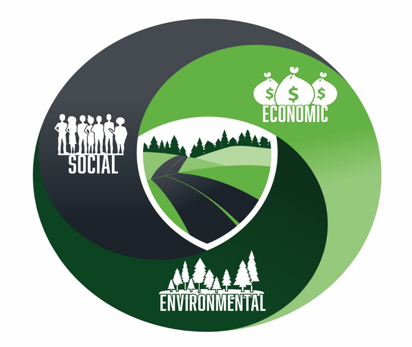 $ $ $
ECONOMIC
SOCIAL
ENVIRONMENTAL